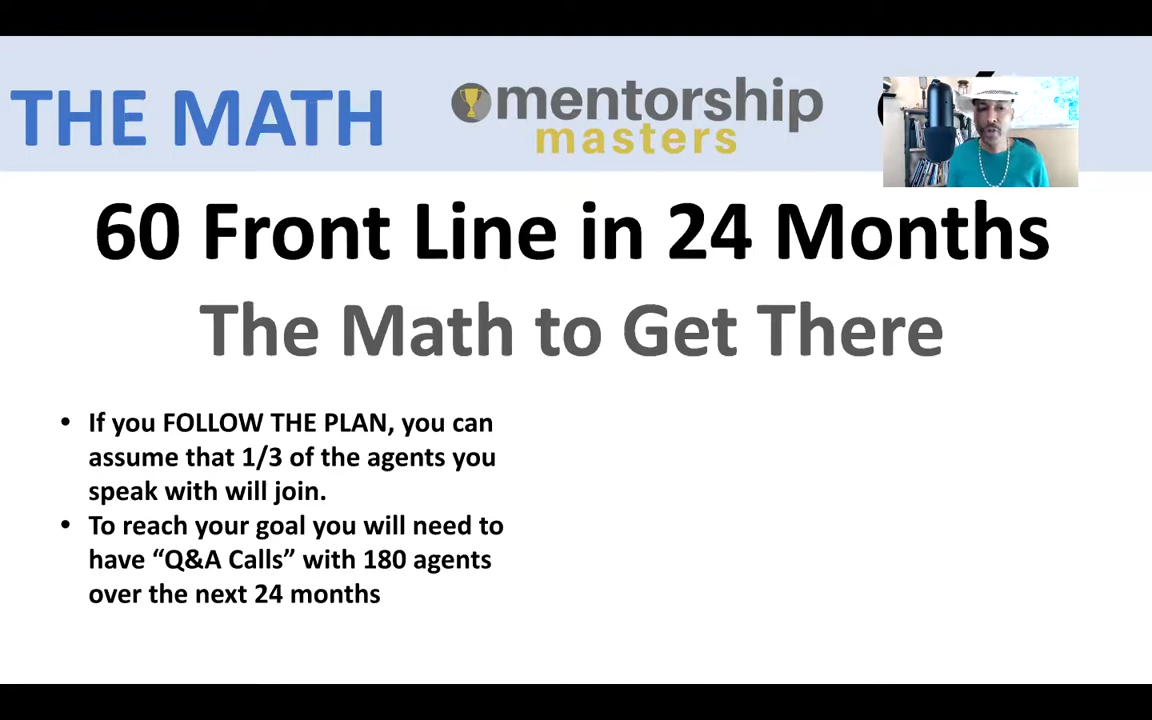 THE MATH
mentorship
masters
60 Front Line in 24 Months
The Math to Get There
• If you FOLLOW THE PLAN, you can
assume that 1/3 of the agents you
speak with will join.
• To reach your goal you will need to
have “Q&A Calls” with 180 agents
over the next 24 months